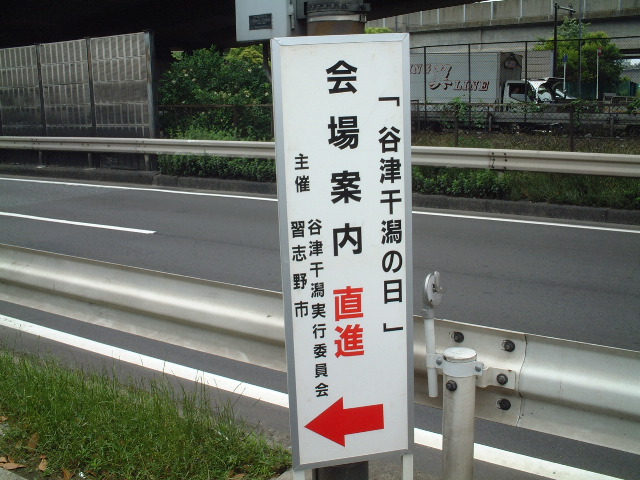 「谷津干潟の日」
会場案内 直進
主催 谷津干潟実行委員会
習志野市
LINE